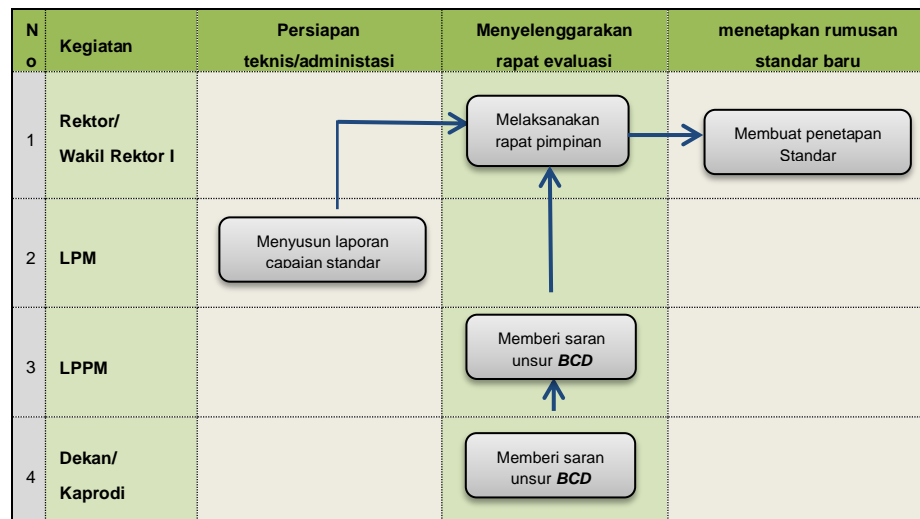 N
o
Kegiatan
Persiapan
teknis/administasi
Menyelenggarakan
rapat evaluasi
menetapkan rumusan
standar baru
1
Rektor/
Wakil Rektor I
Melaksanakan
rapat pimpinan
Membuat penetapan
Standar
2
LPM
Menyusun laporan
capaian standar
3
LPPM
Memberi saran
unsur BCD
4
Dekan/
Kaprodi
Memberi saran
unsur BCD